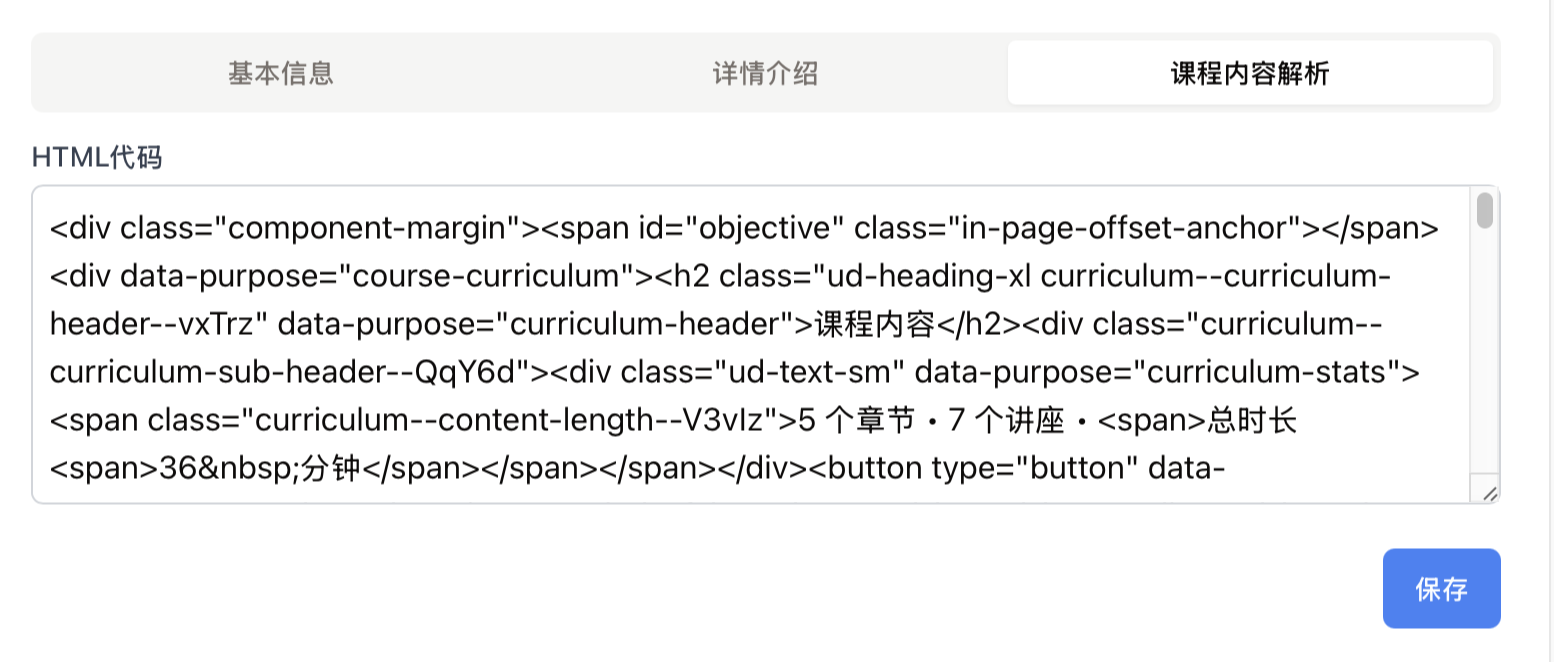 基本信息 详情介绍 课程内容解析
HTML代码
<div class="component-margin"><span id="objective" class="in-page-offset-anchor"></span>
<div data-purpose="course-curriculum"><h2 class="ud-heading-xl curriculum--curriculum-
header--vxTrz" data-purpose="curriculum-header">课程内容</h2><div class="curriculum--
curriculum-sub-header--QqY6d"><div class="ud-text-sm" data-purpose="curriculum-stats">
<span class="curriculum--content-length--V3vIz">5 个章节 • 7 个讲座 • <span>总时长
<span>36&nbsp;分钟</span></span></span></div><button type="button" data-
保存